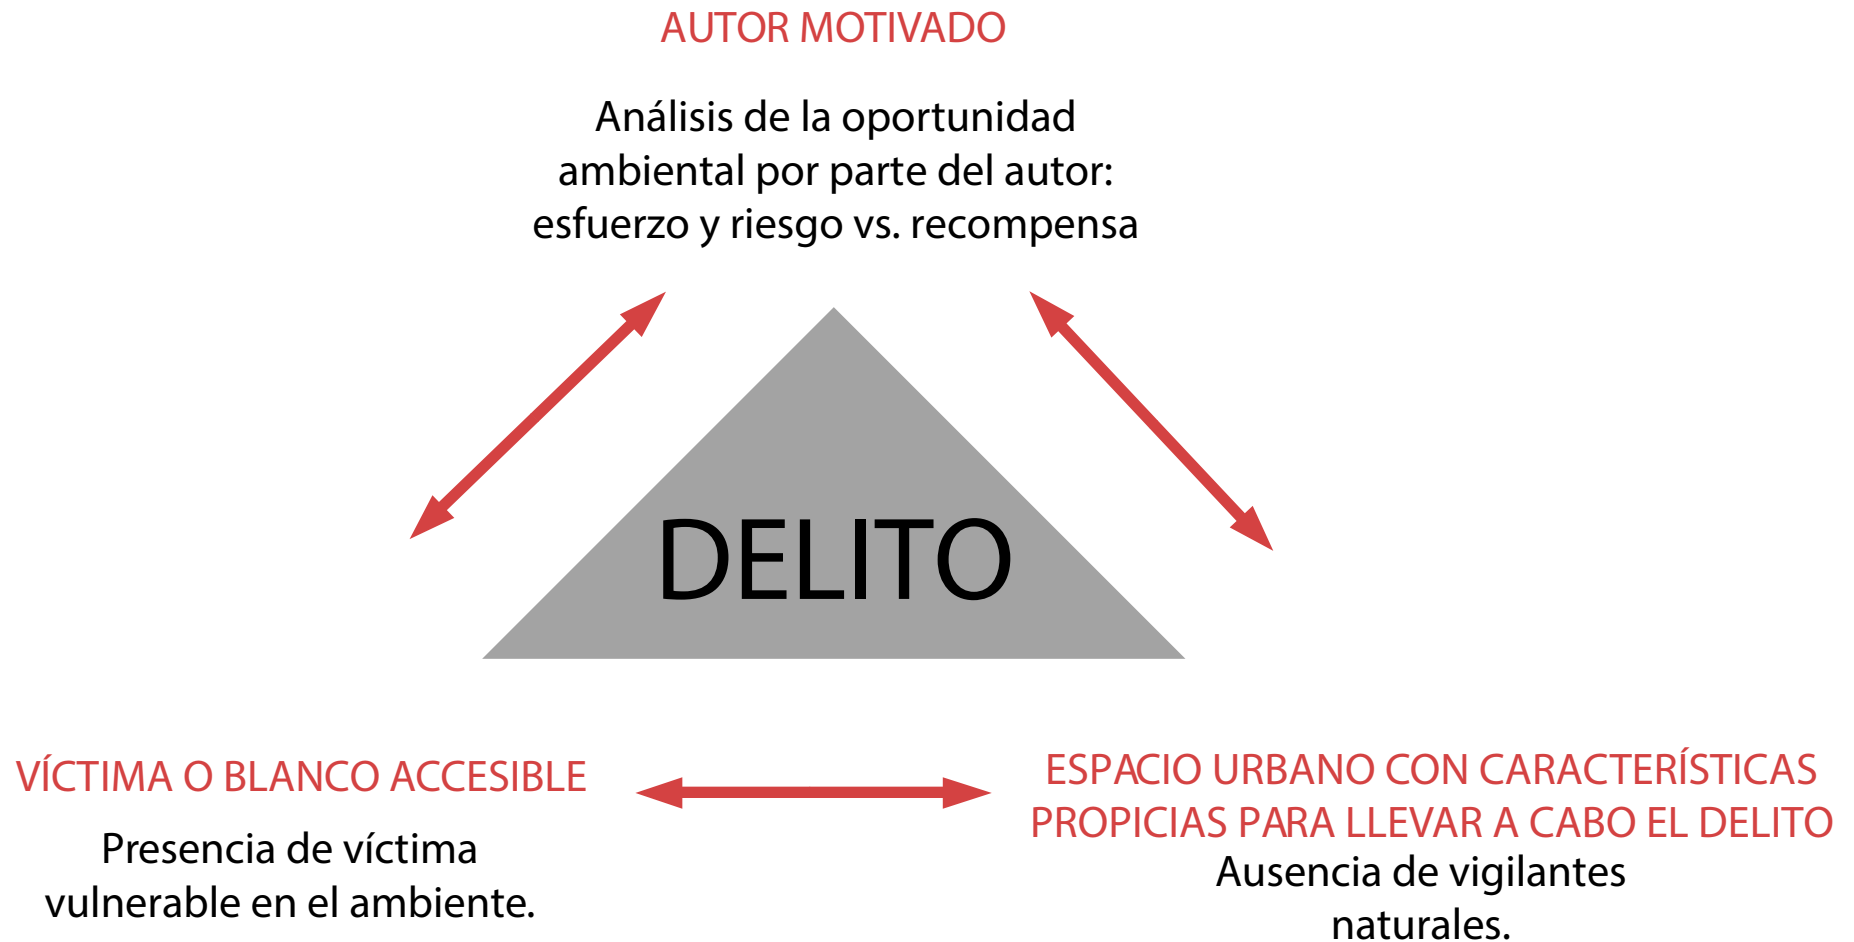 AUTOR MOTIVADO
Análisis de la oportunidad
ambiental por parte del autor:
esfuerzo y riesgo vs. recompensa
DELITO
VÍCTIMA O BLANCO ACCESIBLE
Presencia de víctima
vulnerable en el ambiente.
ESPACIO URBANO CON CARACTERÍSTICAS
PROPICIAS PARA LLEVAR A CABO EL DELITO
Ausencia de vigilantes
naturales.